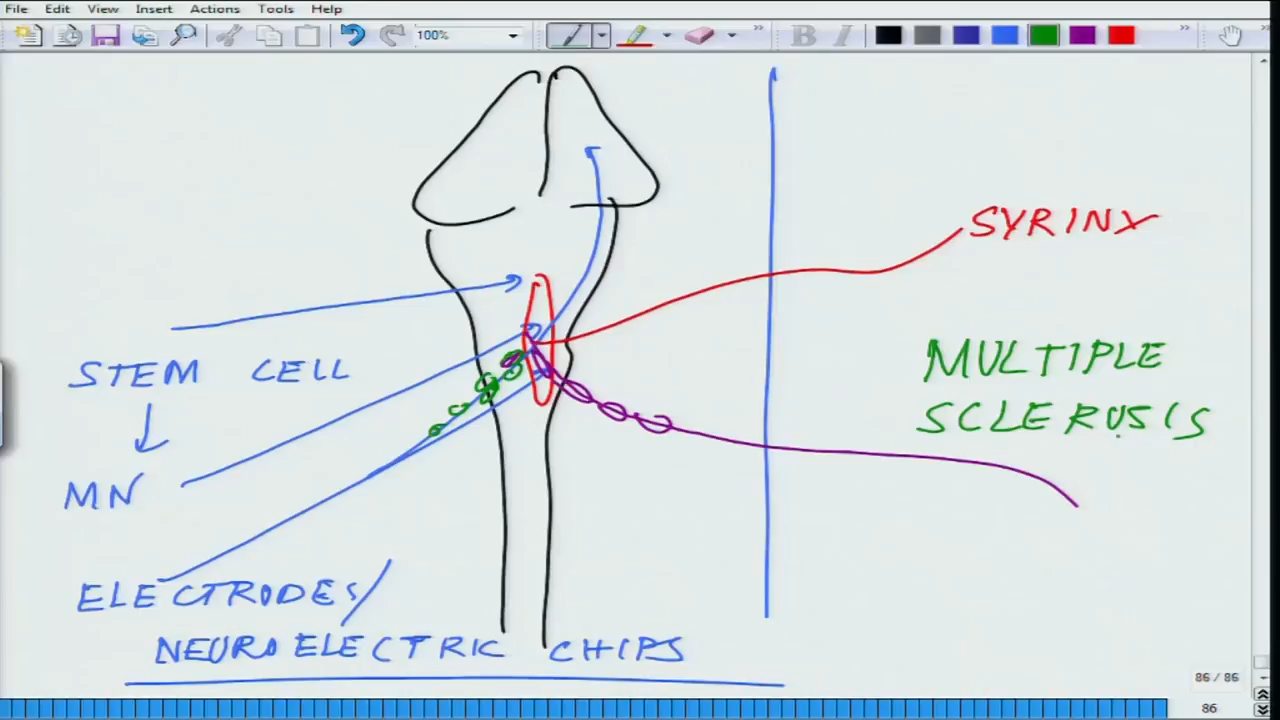 File Edit View Insert Actions Tools Help
100%
SYRINX
MULTIPLE
SCLEROSIS
STEM CELL
MN
ELECTRODES/
NEUROELECTRIC CHIPS
86 / 86
86